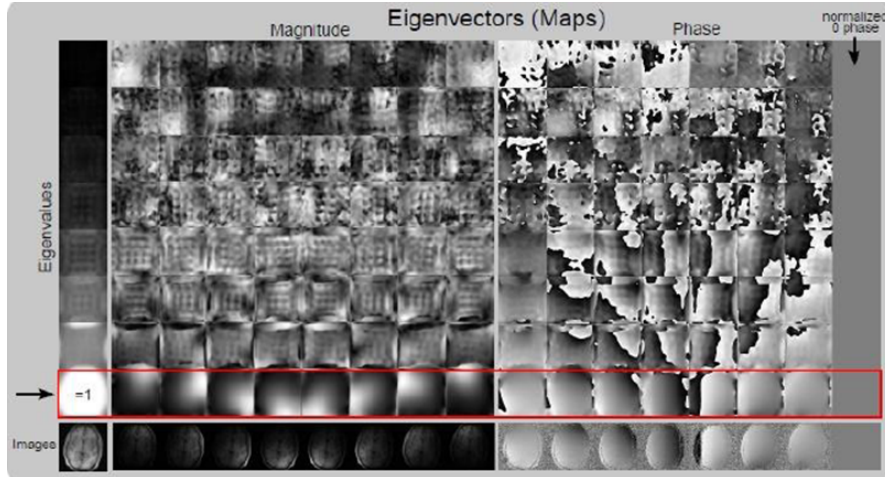 Eigenvectors (Maps)
Magnitude
Phase
normalized
0 phase
Eigenvalues
=1
Images